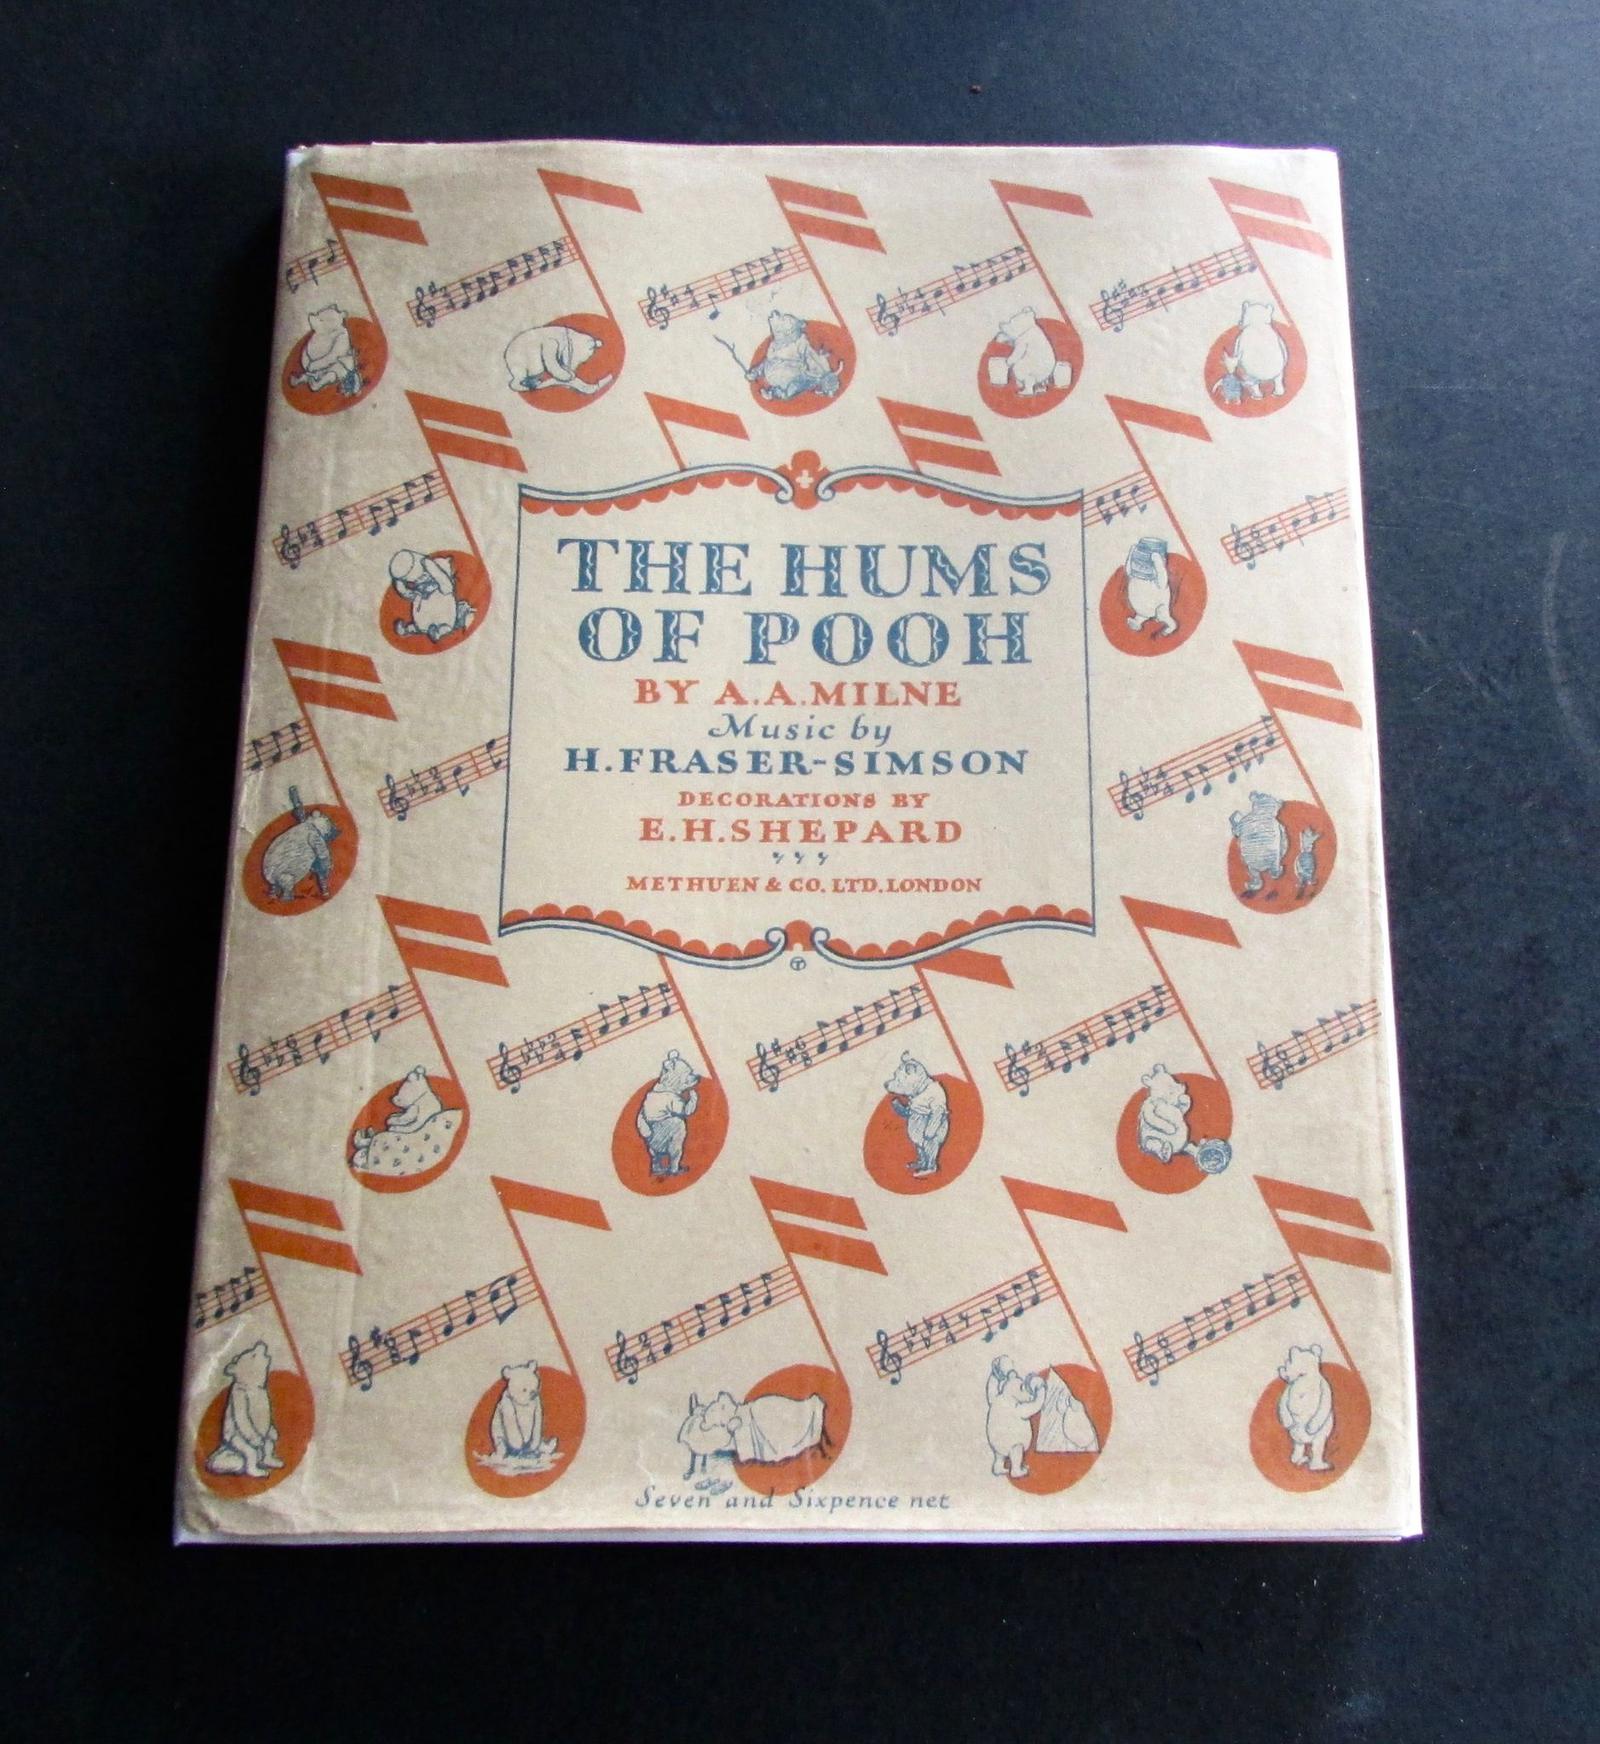 THE HUMS
OF POOH
BY A.A.MILNE
Music by
H.FRASER-SIMSON
DECORATIONS BY
E.H.SHEPARD
METHUEN & CO. LTD. LONDON
Seven and Sixpence net